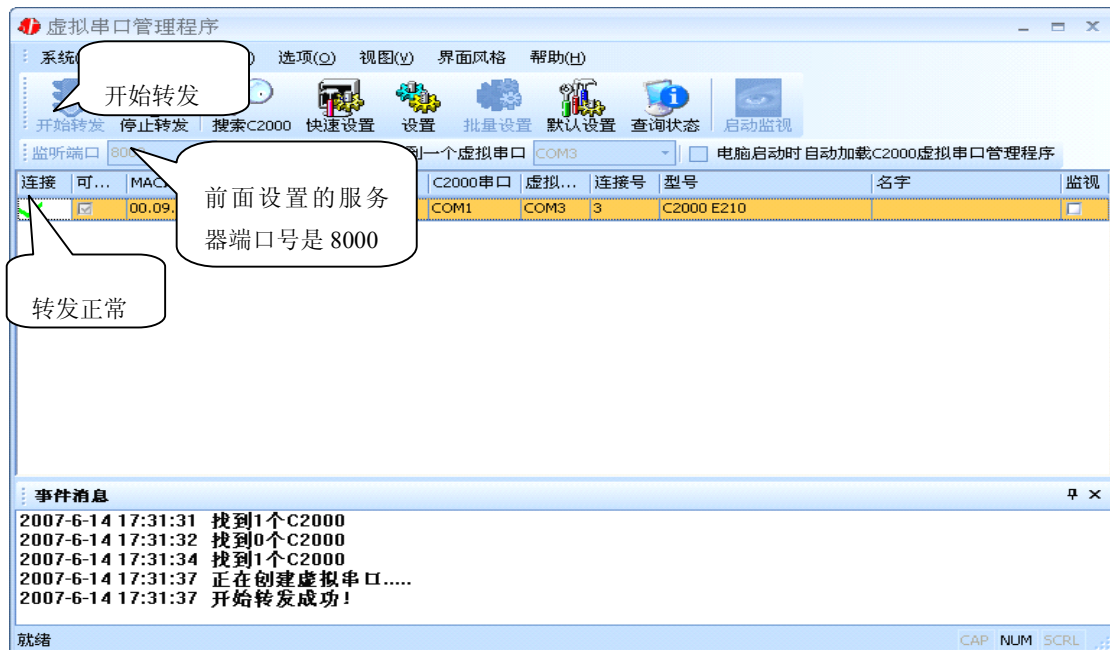 虚拟串口管理程序
系统( ) 选项(O) 视图(V) 界面风格 帮助(H)
开始转发
开始转发 停止转发 搜索C2000 快速设置 设置 批量设置 默认设置 查询状态 启动监视
监听端口 8000 到一个虚拟串口 COM3 电脑启动时自动加载C2000虚拟串口管理程序
连接 可... MAC C2000串口 虚拟... 连接号 型号 名字 监视
00.09. COM1 COM3 3 C2000 E210
前面设置的服务
器端口号是 8000
转发正常
事件消息
2007-6-14 17:31:31 找到1个C2000
2007-6-14 17:31:32 找到0个C2000
2007-6-14 17:31:34 找到1个C2000
2007-6-14 17:31:37 正在创建虚拟串口.....
2007-6-14 17:31:37 开始转发成功!
就绪 CAP NUM SCRL